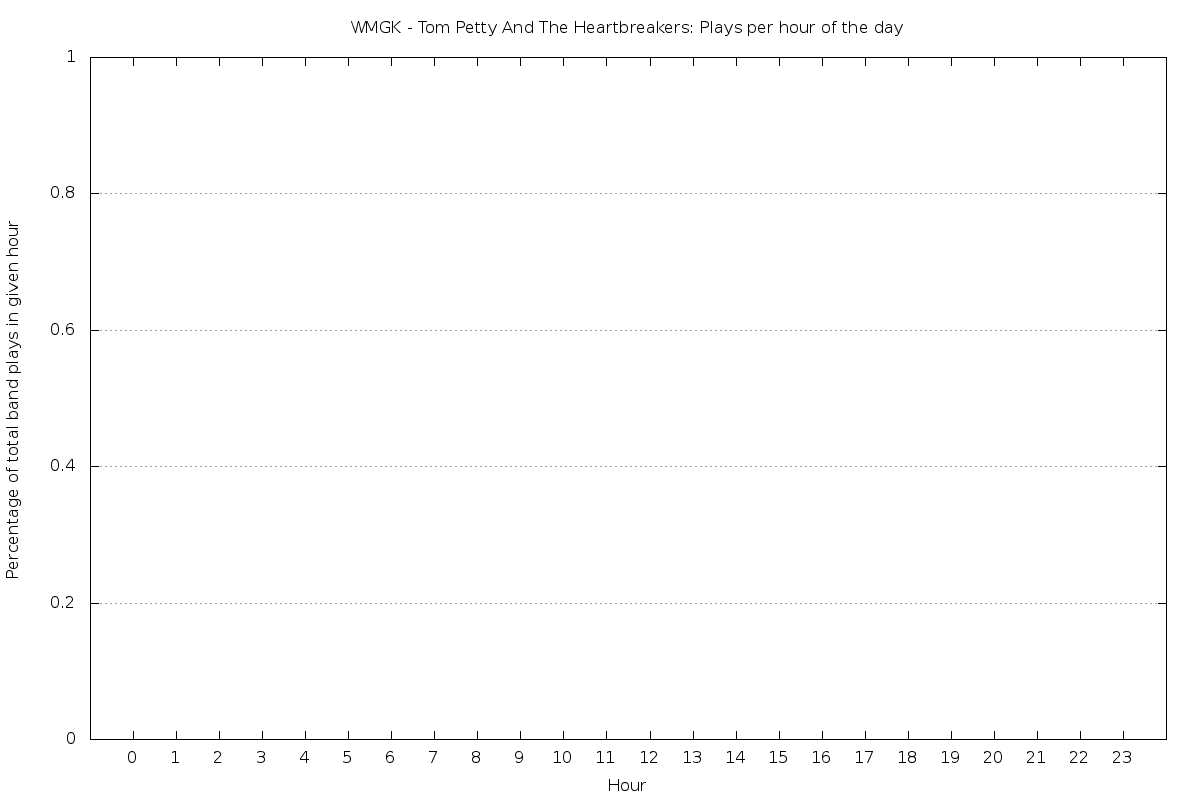 WMGK - Tom Petty And The Heartbreakers: Plays per hour of the day
1
0.8
0.6
0.4
0.2
0
Percentage of total band plays in given hour
0 1 2 3 4 5 6 7 8 9 10 11 12 13 14 15 16 17 18 19 20 21 22 23
Hour